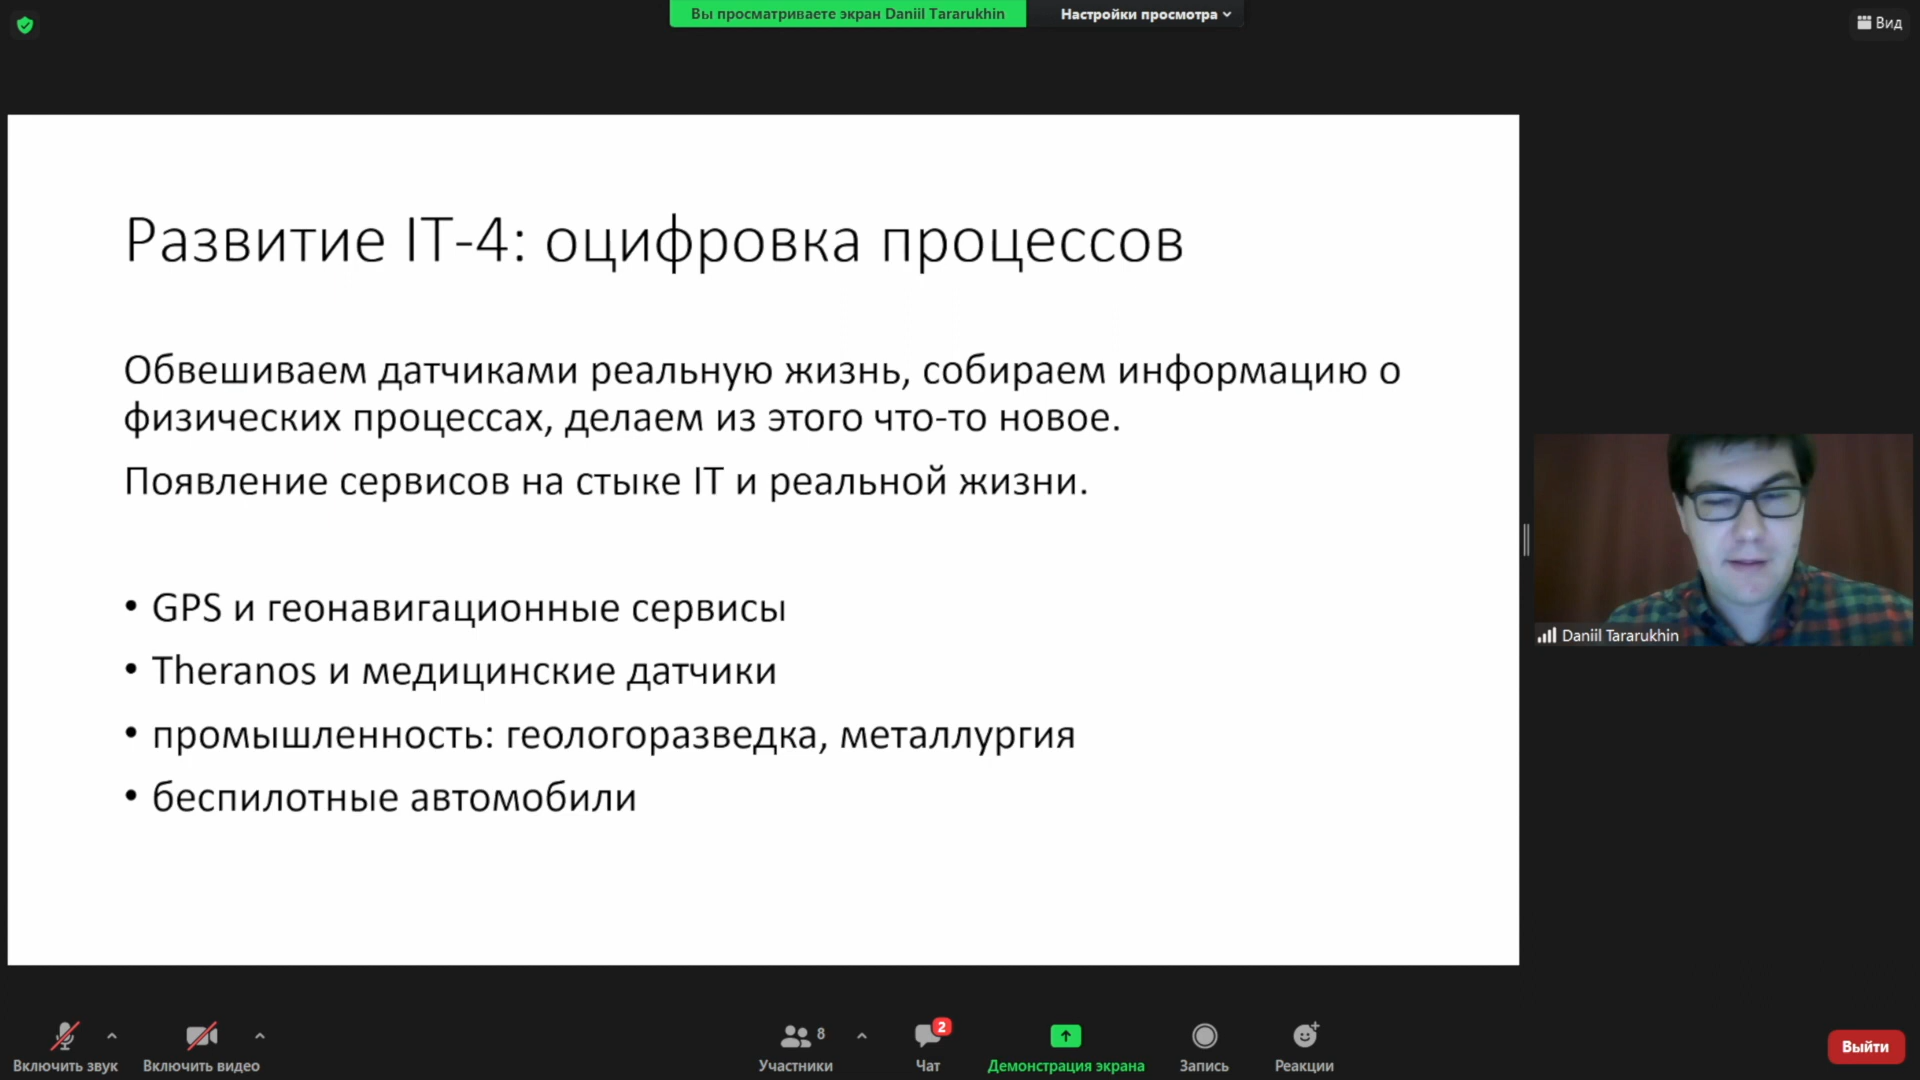 Вы просматриваете экран Daniil Tararukhin
Настройки просмотра
Вид
Развитие IT-4: оцифровка процессов
Обвешиваем датчиками реальную жизнь, собираем информацию о
физических процессах, делаем из этого что-то новое.
Появление сервисов на стыке IT и реальной жизни.
• GPS и геонавигационные сервисы
• Theranos и медицинские датчики
• промышленность: геологоразведка, металлургия
• беспилотные автомобили
Daniil Tararukhin
Включить звук
Включить видео
8
Участники
2
Чат
Демонстрация экрана
Запись
Реакции
Выйти